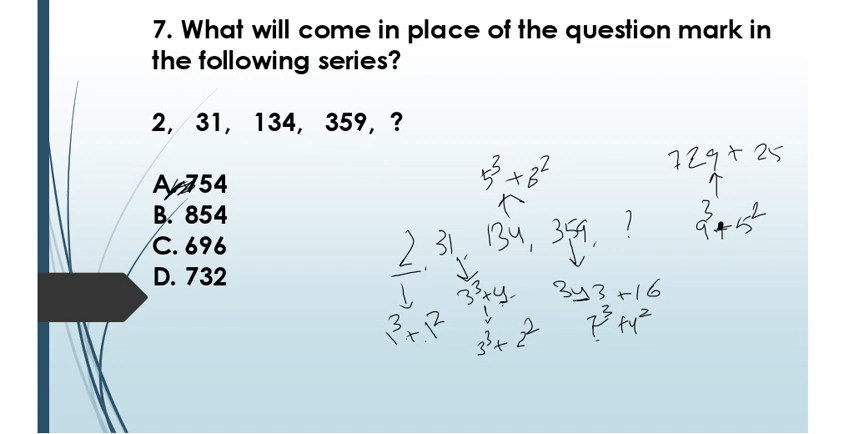 7. What will come in place of the question mark in
the following series?
2, 31, 134, 359, ?
A. 754
B. 854
C. 696
D. 732
5³ + 3²
729 + 25
2, 31, 134, 359, ?
9³ + 5²
3³ + 4
343 + 16
1³ + 1²
3³ + 2²
7³ + 4²